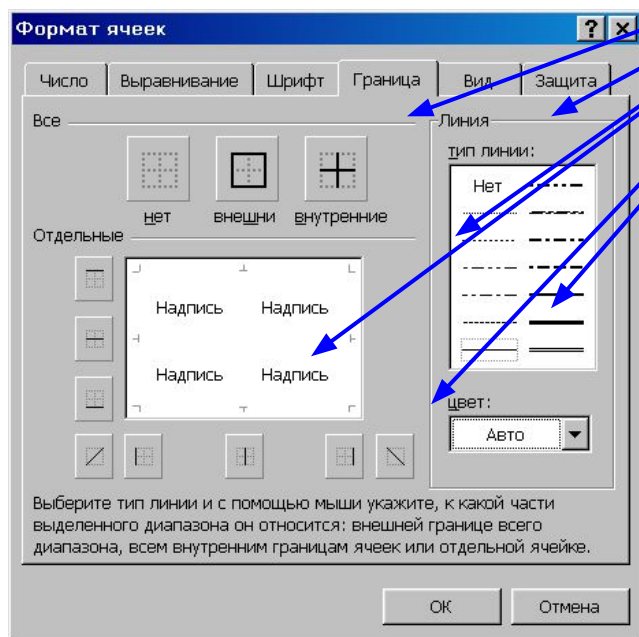 Формат ячеек
? ×
Число Выравнивание Шрифт Граница Вид Защита
Все
Линия
тип линии:
Нет
нет внешни внутренние
Отдельные
Надпись Надпись
Надпись Надпись
цвет:
Авто
Выберите тип линии и с помощью мыши укажите, к какой части
выделенного диапазона он относится: внешней границе всего
диапазона, всем внутренним границам ячеек или отдельной ячейке.
ОК Отмена